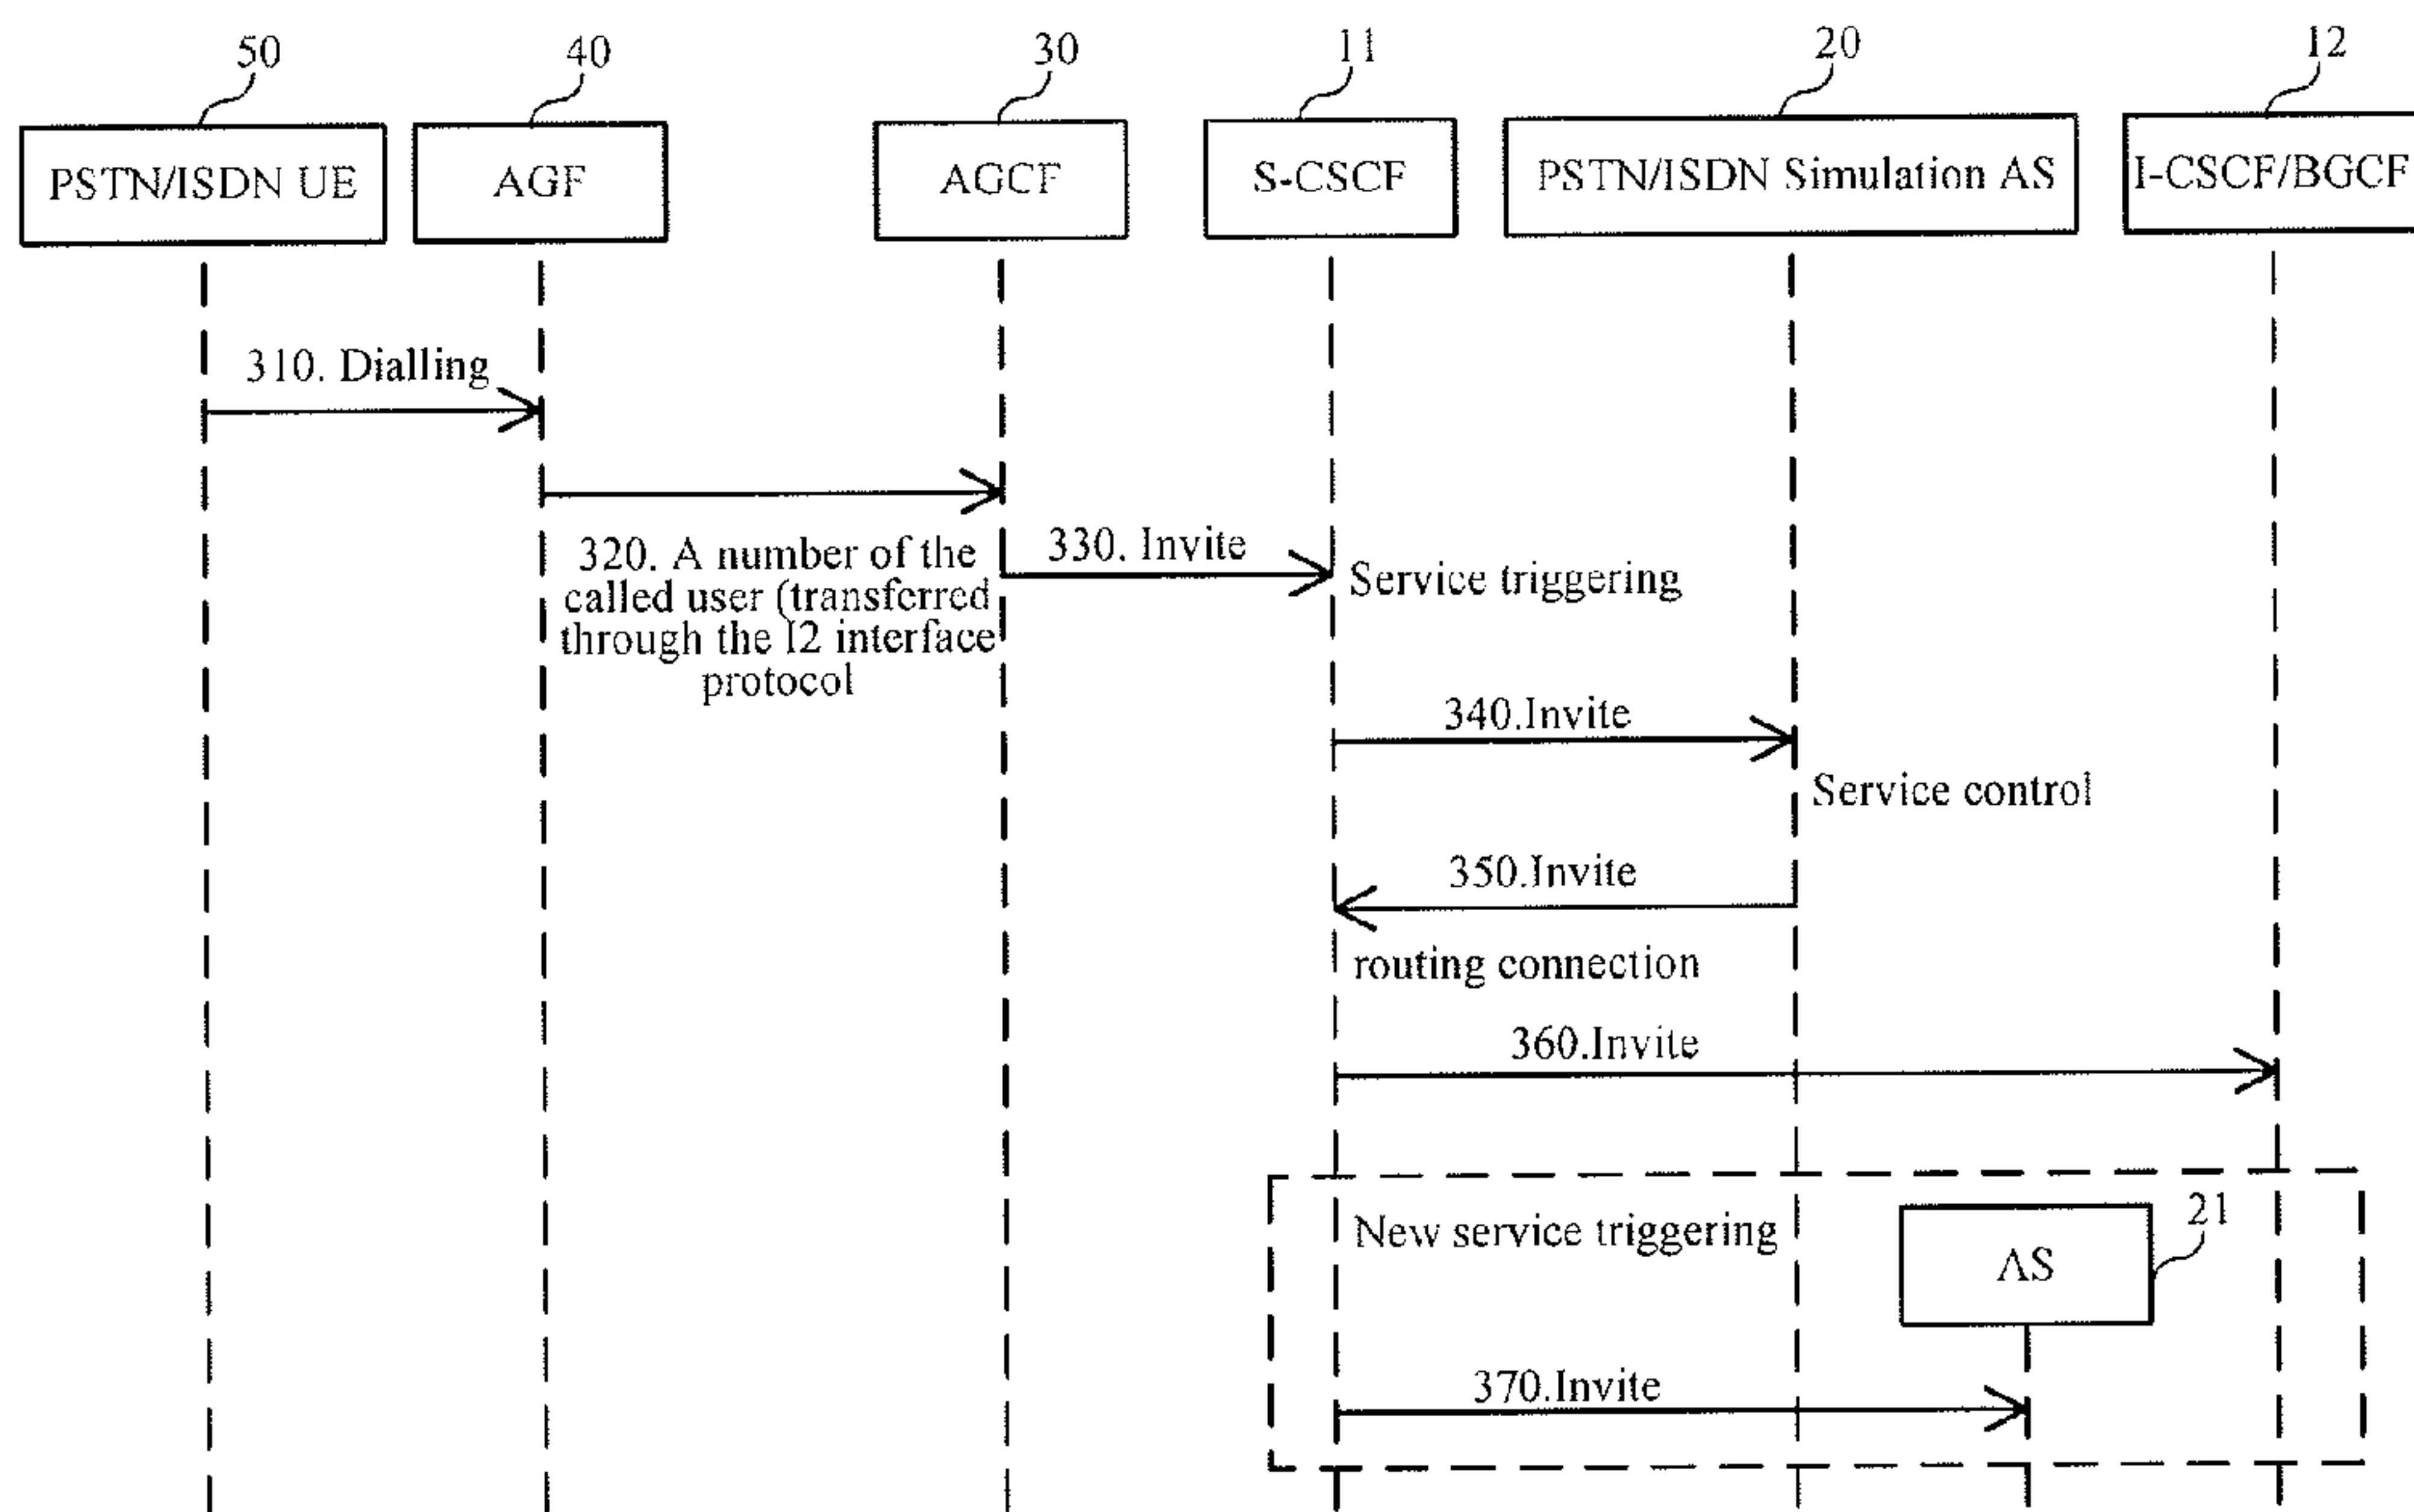 50
40
30
11
20
12
PSTN/ISDN UE
AGF
AGCF
S-CSCF
PSTN/ISDN Simulation AS
I-CSCF/BGCF
310. Dialling
320. A number of the
called user (transferred
through the I2 interface
protocol
330. Invite
Service triggering
340.Invite
Service control
350.Invite
routing connection
360.Invite
New service triggering
AS
21
370.Invite